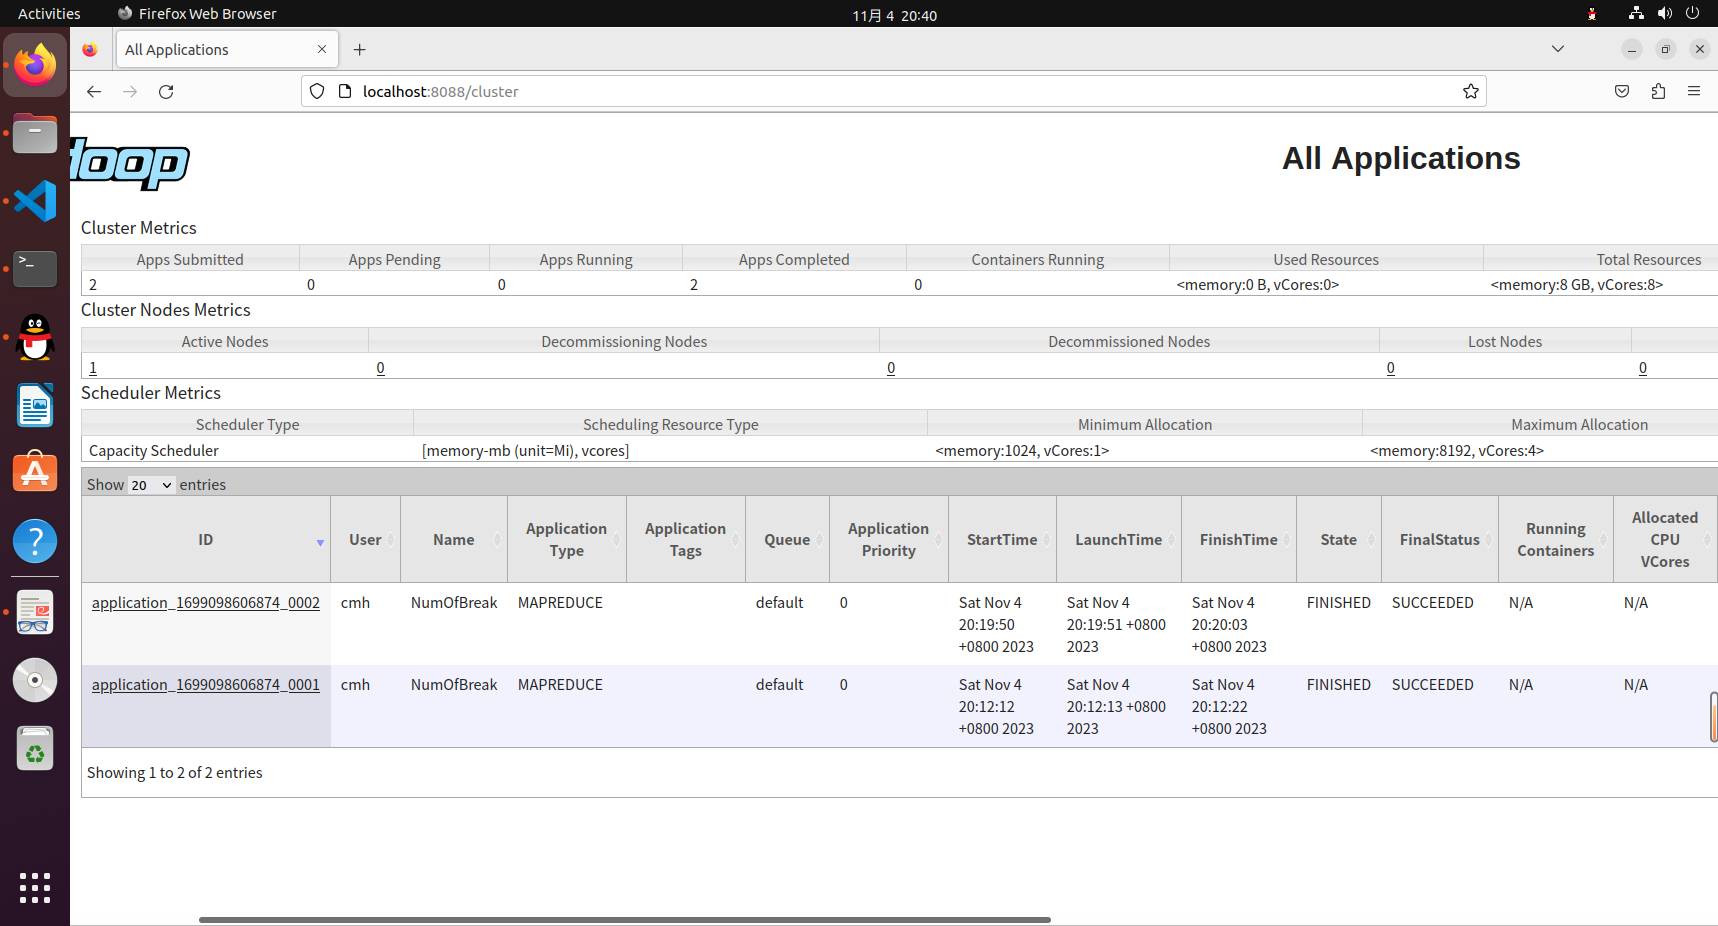 Activities Firefox Web Browser 11月 4 20:40
All Applications
localhost:8088/cluster
doop
All Applications
Cluster Metrics
Apps Submitted Apps Pending Apps Running Apps Completed Containers Running Used Resources Total Resources
2 0 0 2 0 <memory:0 B, vCores:0> <memory:8 GB, vCores:8>
Cluster Nodes Metrics
Active Nodes Decommissioning Nodes Decommissioned Nodes Lost Nodes
1 0 0 0 0
Scheduler Metrics
Scheduler Type Scheduling Resource Type Minimum Allocation Maximum Allocation
Capacity Scheduler [memory-mb (unit=Mi), vcores] <memory:1024, vCores:1> <memory:8192, vCores:4>
Show 20 entries
ID User Name Application Type Application Tags Queue Application Priority StartTime LaunchTime FinishTime State FinalStatus Running Containers Allocated CPU VCores
application_1699098606874_0002 cmh NumOfBreak MAPREDUCE default 0 Sat Nov 4 20:19:50 +0800 2023 Sat Nov 4 20:19:51 +0800 2023 Sat Nov 4 20:20:03 +0800 2023 FINISHED SUCCEEDED N/A N/A
application_1699098606874_0001 cmh NumOfBreak MAPREDUCE default 0 Sat Nov 4 20:12:12 +0800 2023 Sat Nov 4 20:12:13 +0800 2023 Sat Nov 4 20:12:22 +0800 2023 FINISHED SUCCEEDED N/A N/A
Showing 1 to 2 of 2 entries